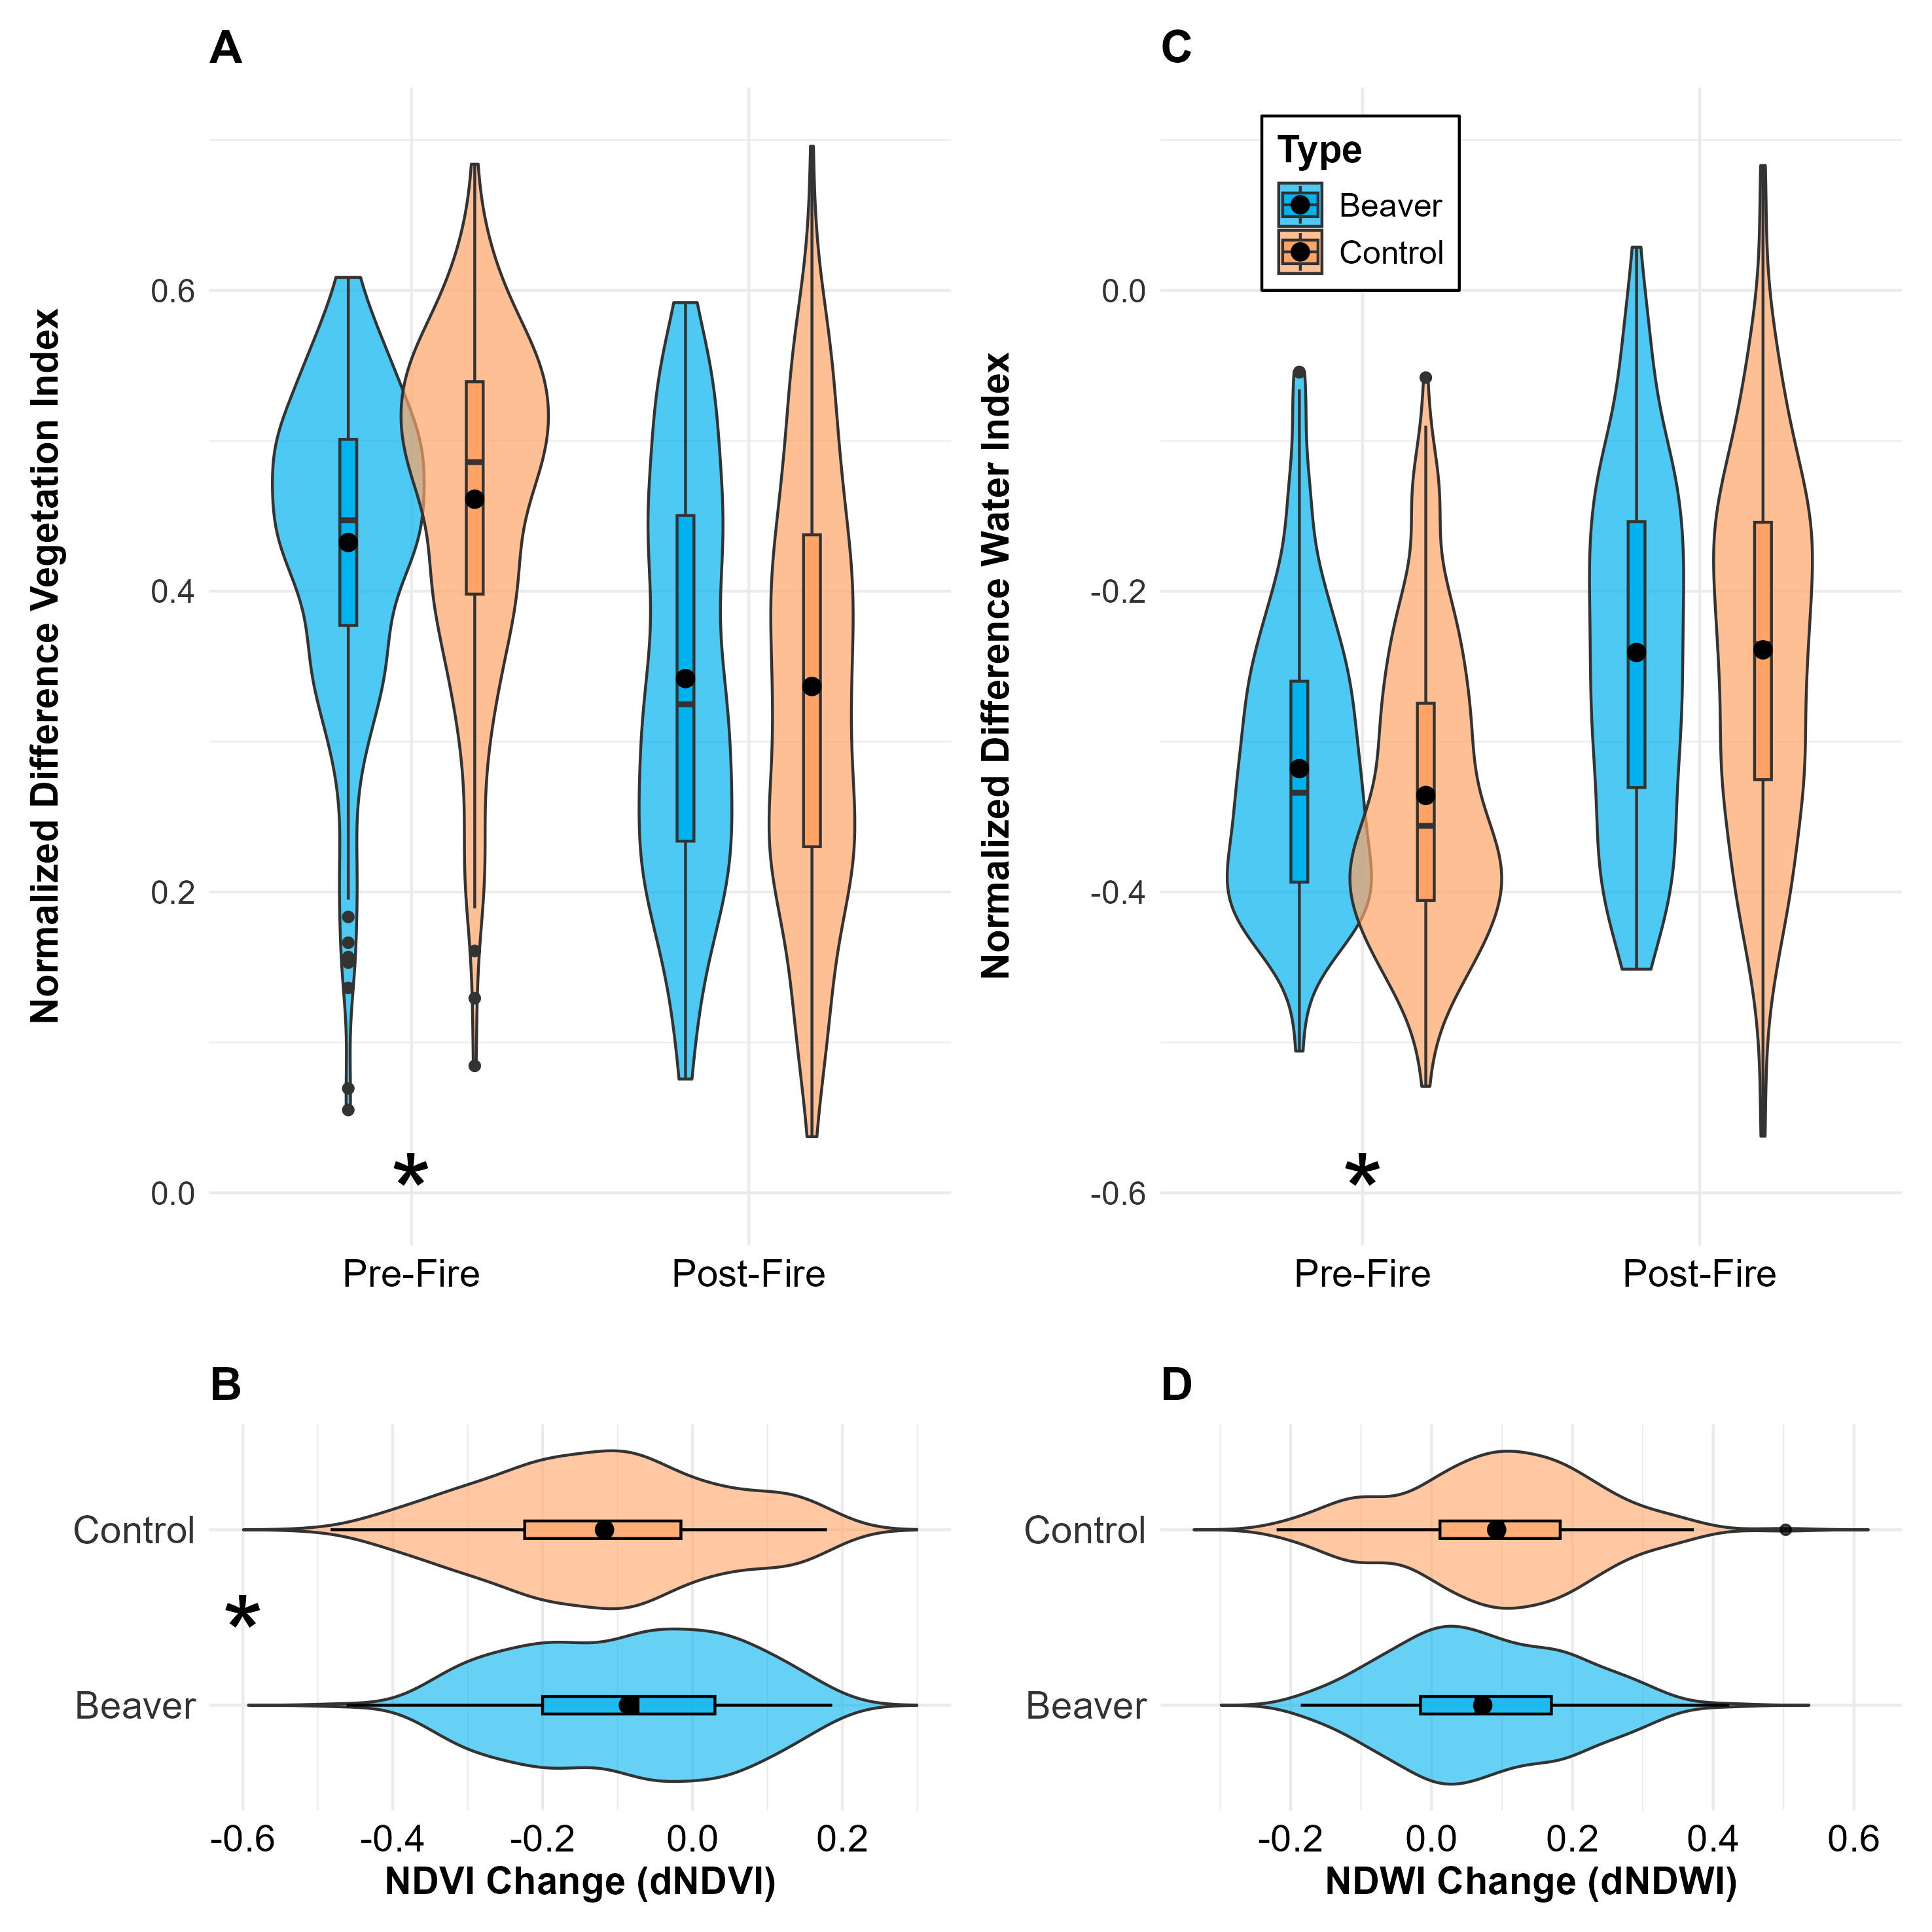 A
Normalized Difference Vegetation Index
0.6
0.4
0.2
0.0
*
Pre-Fire
Post-Fire
C
Type
Beaver
Control
Normalized Difference Water Index
0.0
-0.2
-0.4
-0.6
*
Pre-Fire
Post-Fire
B
Control
*
Beaver
-0.6 -0.4 -0.2 0.0 0.2
NDVI Change (dNDVI)
D
Control
Beaver
-0.2 0.0 0.2 0.4 0.6
NDWI Change (dNDWI)